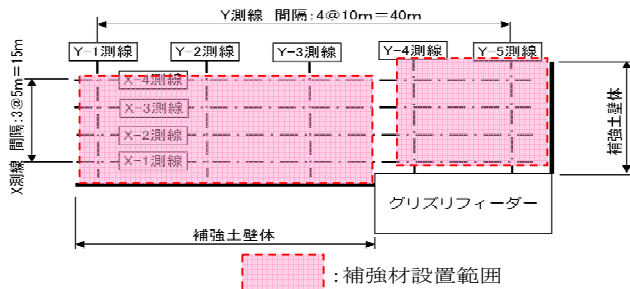 Y測線 間隔:4@10m＝40m
Y-1測線 Y-2測線 Y-3測線 Y-4測線 Y-5測線
X測線 間隔:3@5m＝15m
X-4測線
X-3測線
X-2測線
X-1測線
補強土壁体
グリズリフィーダー
補強土壁体
:補強材設置範囲